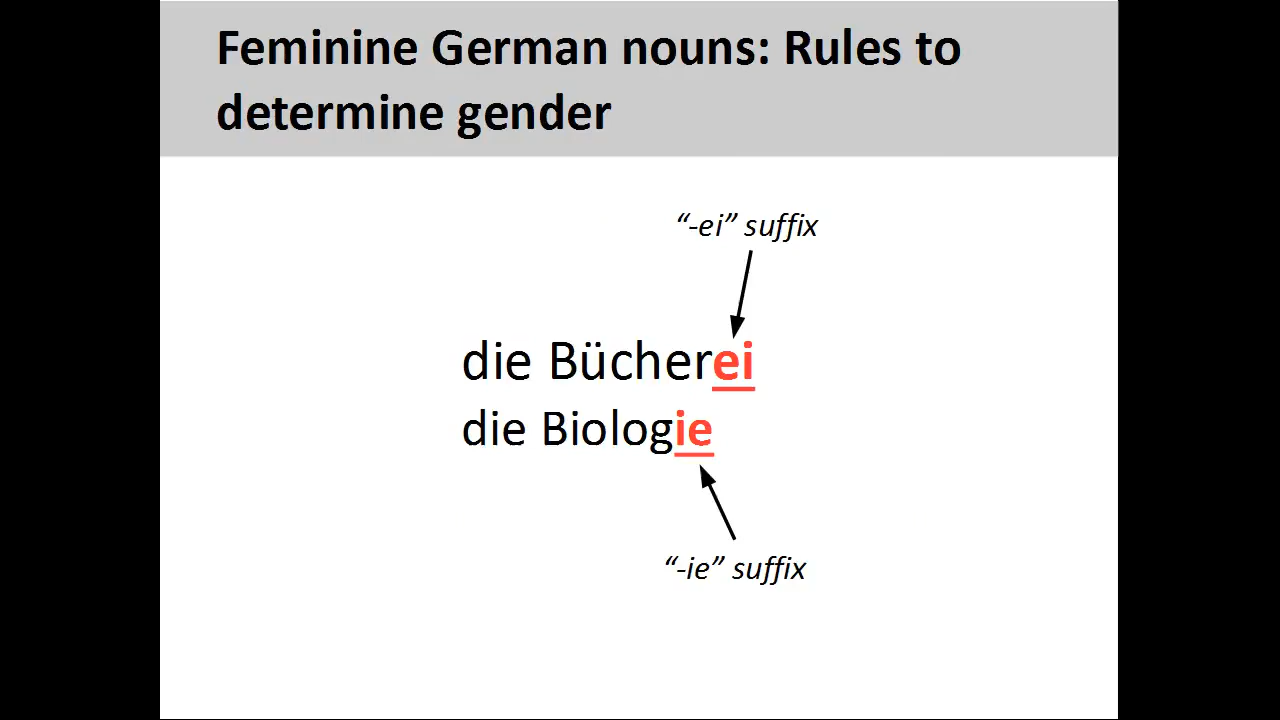 Feminine German nouns: Rules to
determine gender
“-ei” suffix
die Bücherei
die Biologie
“-ie” suffix